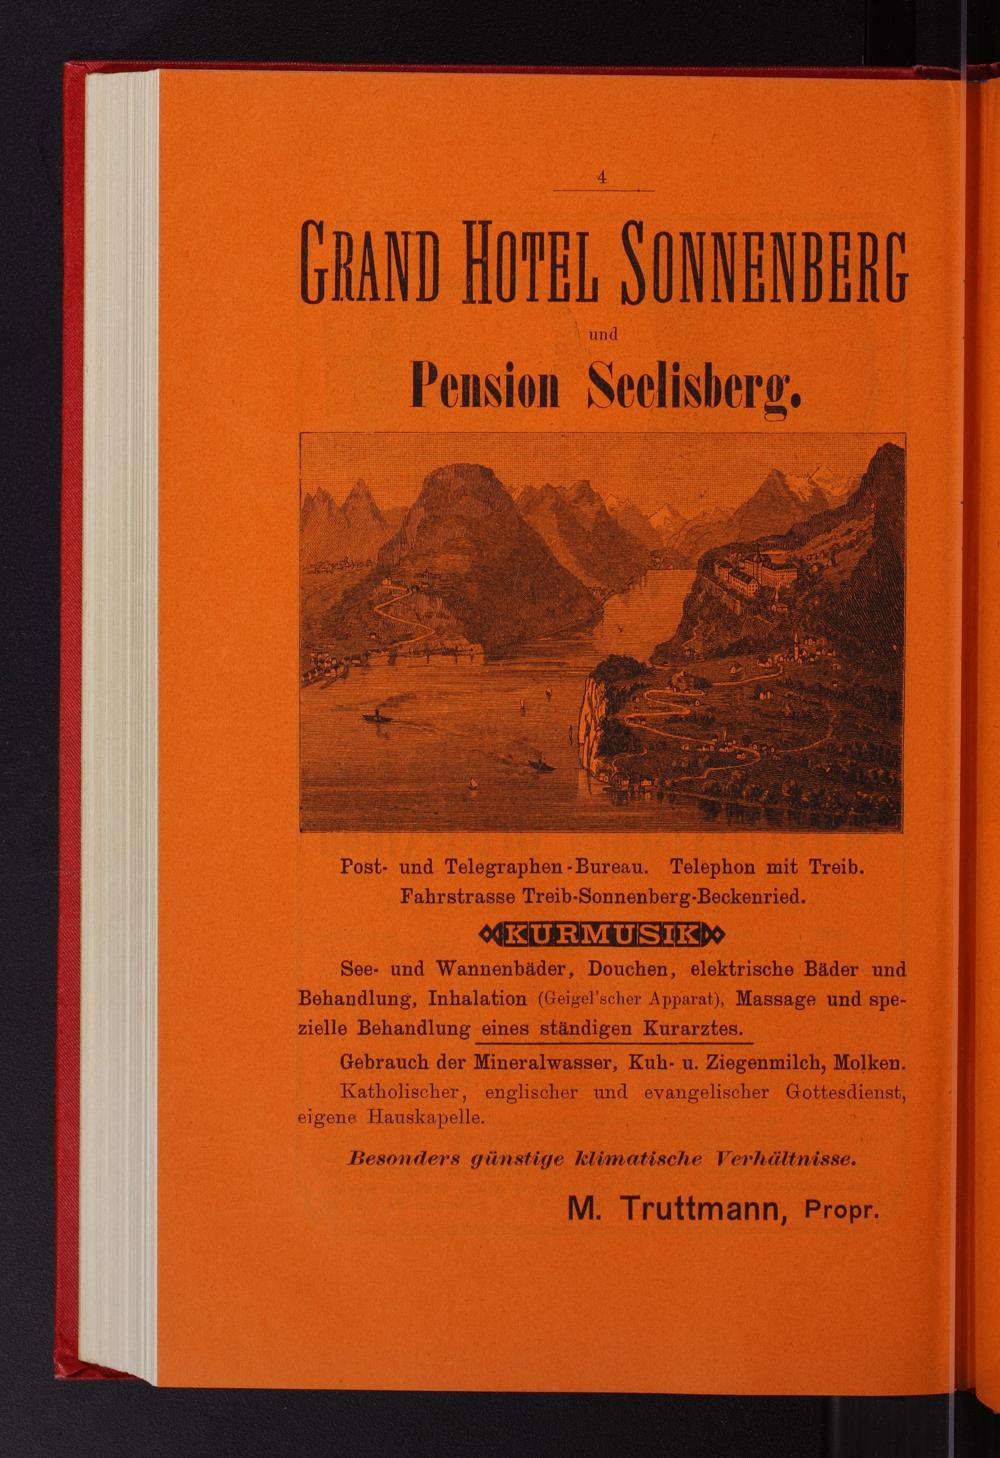 4
GRAND HOTEL SONNENBERG
und
Pension Seelisberg.
Post- und Telegraphen-Bureau. Telephon mit Treib.
Fahrstrasse Treib-Sonnenberg-Beckenried.
KURMUSIK
See- und Wannenbäder, Douchen, elektrische Bäder und
Behandlung, Inhalation (Geigel'scher Apparat), Massage und spe-
zielle Behandlung eines ständigen Kurarztes.
Gebrauch der Mineralwasser, Kuh- u. Ziegenmilch, Molken.
Katholischer, englischer und evangelischer Gottesdienst,
eigene Hauskapelle.
Besonders günstige klimatische Verhältnisse.
M. Truttmann, Propr.